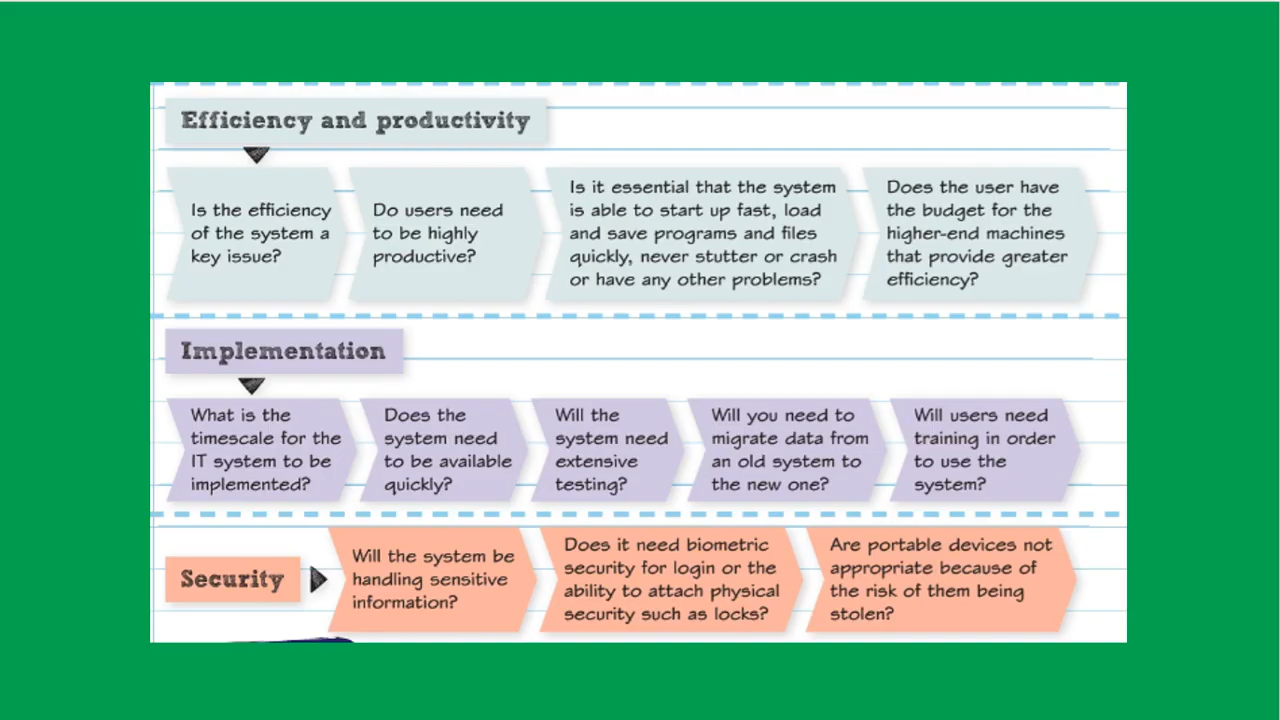 Efficiency and productivity
Is the efficiency
of the system a
key issue?
Do users need
to be highly
productive?
Is it essential that the system
is able to start up fast, load
and save programs and files
quickly, never stutter or crash
or have any other problems?
Does the user have
the budget for the
higher-end machines
that provide greater
efficiency?
Implementation
What is the
timescale for the
IT system to be
implemented?
Does the
system need
to be available
quickly?
Will the
system need
extensive
testing?
Will you need to
migrate data from
an old system to
the new one?
Will users need
training in order
to use the
system?
Security
Will the system be
handling sensitive
information?
Does it need biometric
security for login or the
ability to attach physical
security such as locks?
Are portable devices not
appropriate because of
the risk of them being
stolen?